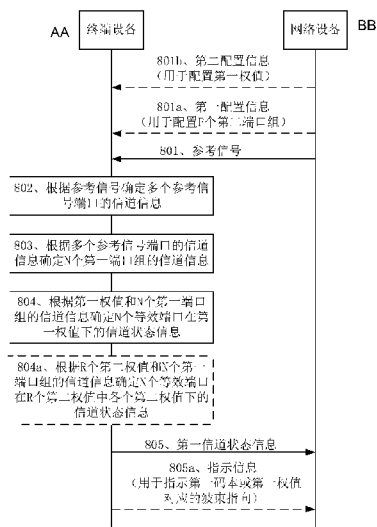 AA
终端设备
网络设备
BB
801b、第二配置信息
（用于配置第一权值）
801a、第一配置信息
（用于配置P个第二端口组）
801、参考信号
802、根据参考信号确定多个参考信
号端口的信道信息
803、根据多个参考信号端口的信道
信息确定N个第一端口组的信道信息
804、根据第一权值和N个第一端口
组的信道信息确定N个等效端口在
第一权值下的信道状态信息
804a、根据R个第二权值和N个第一
端口组的信道信息确定N个等效端口
在R个第二权值中各个第二权值下的
信道状态信息
805、第一信道状态信息
805a、指示信息
（用于指示第一码本或第一权值
对应的波束指向）